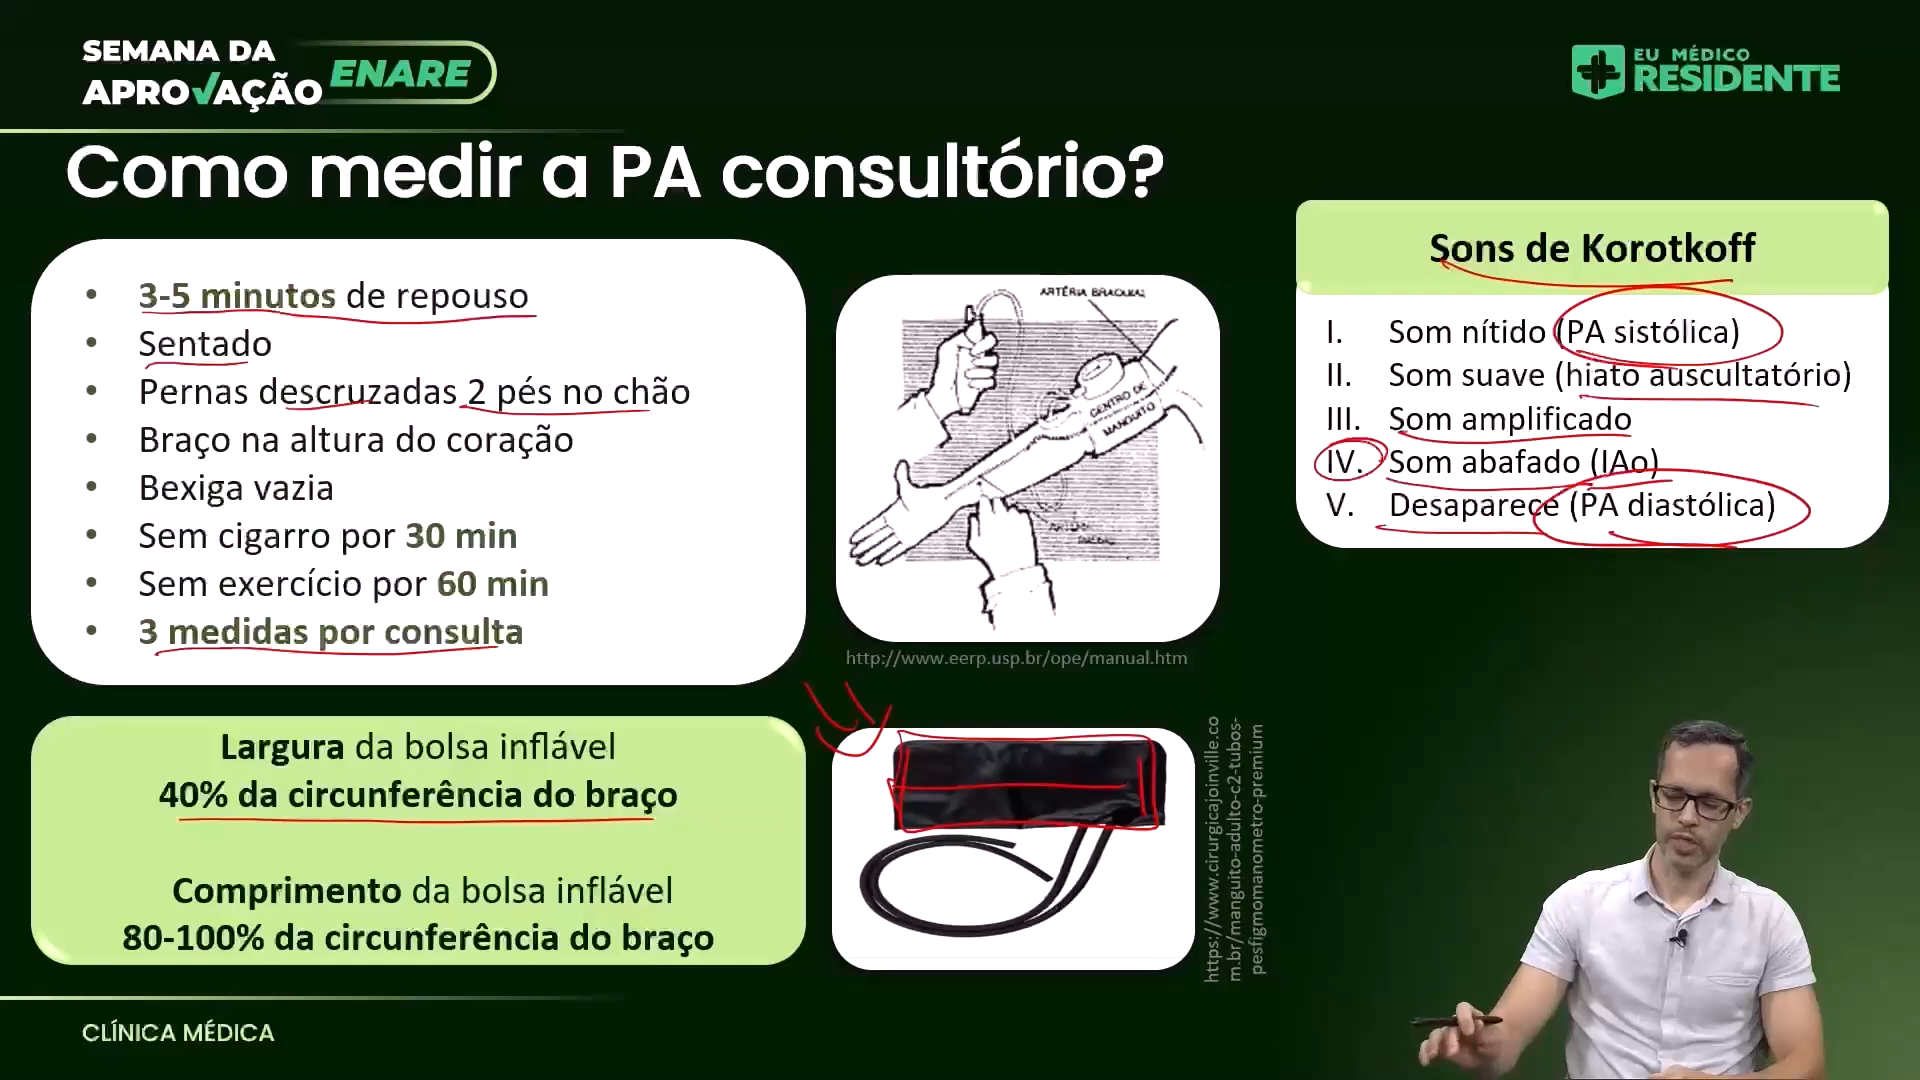 SEMANA DA
APROVAÇÃO ENARE
EU MÉDICO
RESIDENTE
Como medir a PA consultório?
• 3-5 minutos de repouso
• Sentado
• Pernas descruzadas 2 pés no chão
• Braço na altura do coração
• Bexiga vazia
• Sem cigarro por 30 min
• Sem exercício por 60 min
• 3 medidas por consulta
ARTÉRIA BRAQUIAL
CENTRO DE
MANGUITO
http://www.eerp.usp.br/ope/manual.htm
Sons de Korotkoff
I. Som nítido (PA sistólica)
II. Som suave (hiato auscultatório)
III. Som amplificado
IV. Som abafado (IAo)
V. Desaparece (PA diastólica)
Largura da bolsa inflável
40% da circunferência do braço
Comprimento da bolsa inflável
80-100% da circunferência do braço
https://www.cirurgicajoinville.co
m.br/manguito-adulto-c2-tubos-
pesfigmomanometro-premium
CLÍNICA MÉDICA